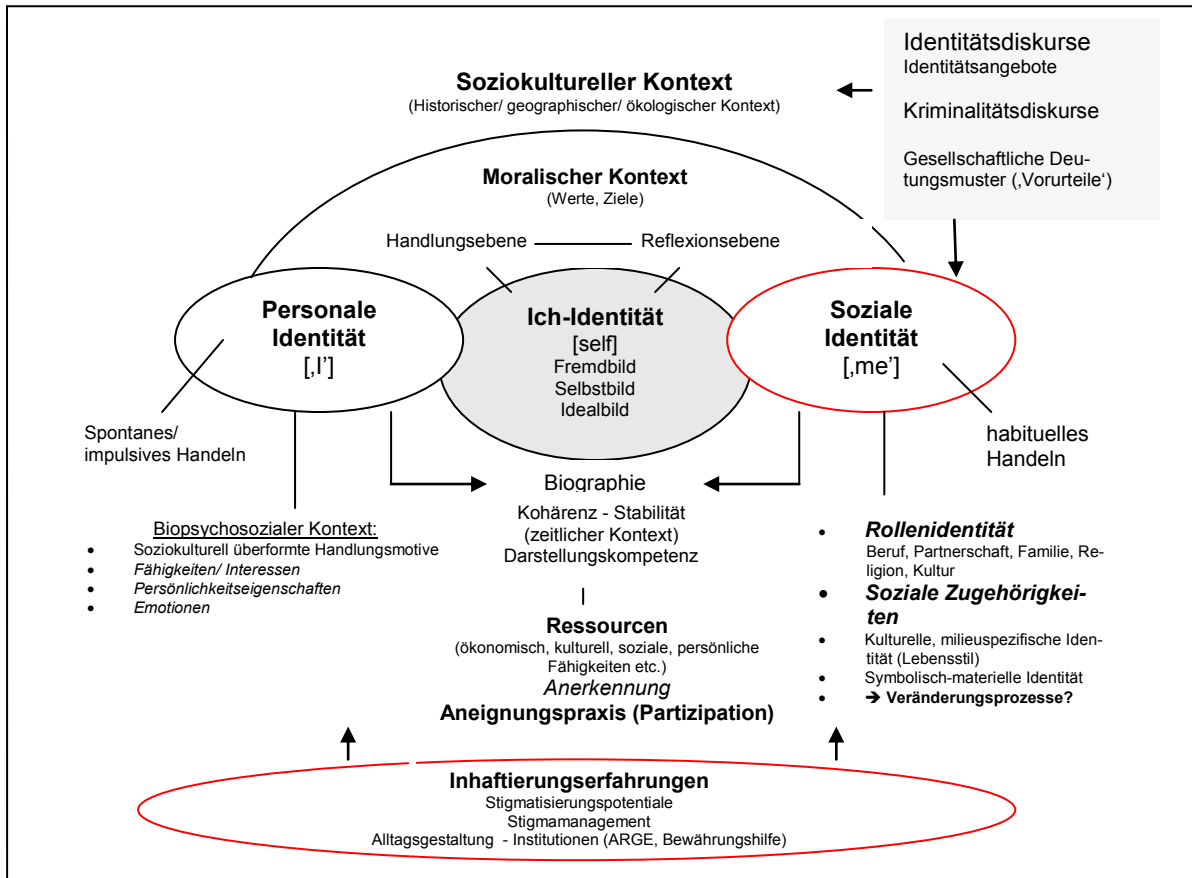 Identitätsdiskurse
Identitätsangebote
Kriminalitätsdiskurse
Gesellschaftliche Deu-
tungsmuster (‚Vorurteile‘)
Soziokultureller Kontext
(Historischer/ geographischer/ ökologischer Kontext)
Moralischer Kontext
(Werte, Ziele)
Handlungsebene
Reflexionsebene
Personale
Identität
[‚I’]
Ich-Identität
[self]
Fremdbild
Selbstbild
Idealbild
Soziale
Identität
[‚me’]
Spontanes/
impulsives Handeln
habituelles
Handeln
Biographie
Kohärenz - Stabilität
(zeitlicher Kontext)
Darstellungskompetenz
Biopsychosozialer Kontext:
• Soziokulturell überformte Handlungsmotive
• Fähigkeiten/ Interessen
• Persönlichkeitseigenschaften
• Emotionen
• Rollenidentität
Beruf, Partnerschaft, Familie, Re-
ligion, Kultur
• Soziale Zugehörigkei-
ten
• Kulturelle, milieuspezifische Iden-
tität (Lebensstil)
• Symbolisch-materielle Identität
• ➔ Veränderungsprozesse?
Ressourcen
(ökonomisch, kulturell, soziale, persönliche
Fähigkeiten etc.)
Anerkennung
Aneignungspraxis (Partizipation)
Inhaftierungserfahrungen
Stigmatisierungspotentiale
Stigmamanagement
Alltagsgestaltung - Institutionen (ARGE, Bewährungshilfe)